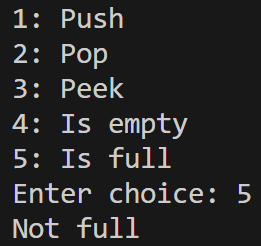 1: Push
2: Pop
3: Peek
4: Is empty
5: Is full
Enter choice: 5
Not full